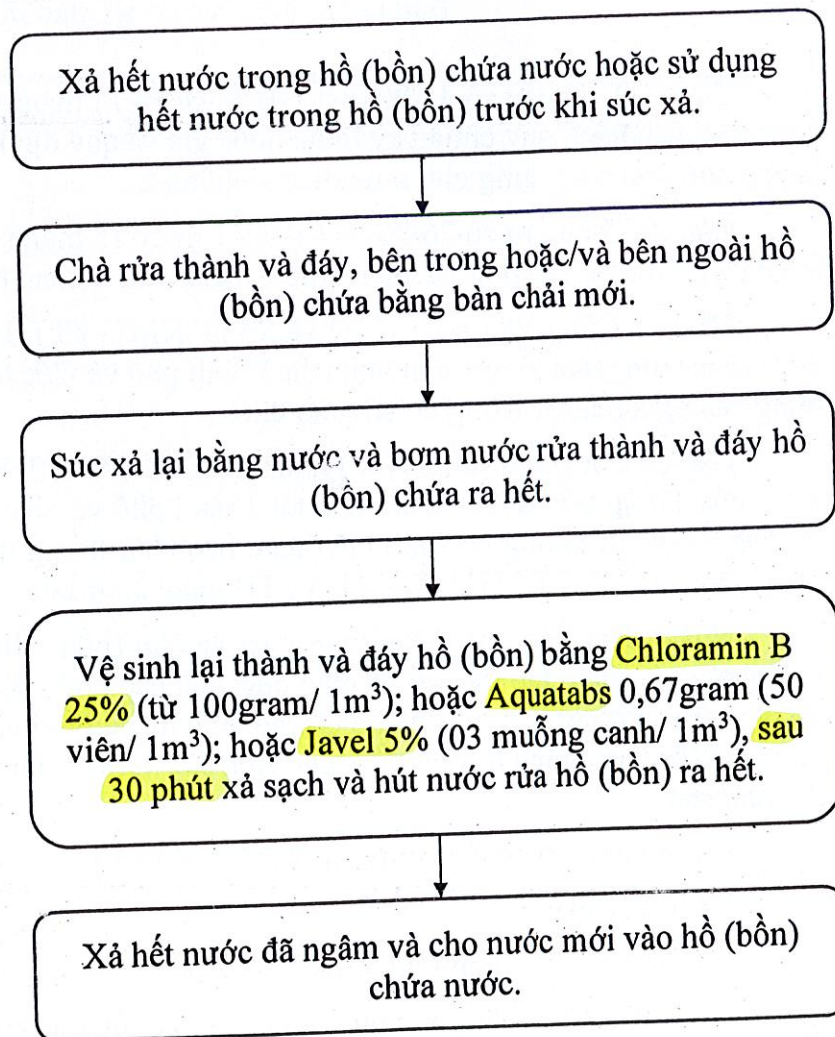 Xả hết nước trong hồ (bồn) chứa nước hoặc sử dụng
hết nước trong hồ (bồn) trước khi súc xả.
Chà rửa thành và đáy, bên trong hoặc/và bên ngoài hồ
(bồn) chứa bằng bàn chải mới.
Súc xả lại bằng nước và bơm nước rửa thành và đáy hồ
(bồn) chứa ra hết.
Vệ sinh lại thành và đáy hồ (bồn) bằng Chloramin B
25% (từ 100gram/ 1m³); hoặc Aquatabs 0,67gram (50
viên/ 1m³); hoặc Javel 5% (03 muỗng canh/ 1m³), sau
30 phút xả sạch và hút nước rửa hồ (bồn) ra hết.
Xả hết nước đã ngâm và cho nước mới vào hồ (bồn)
chứa nước.